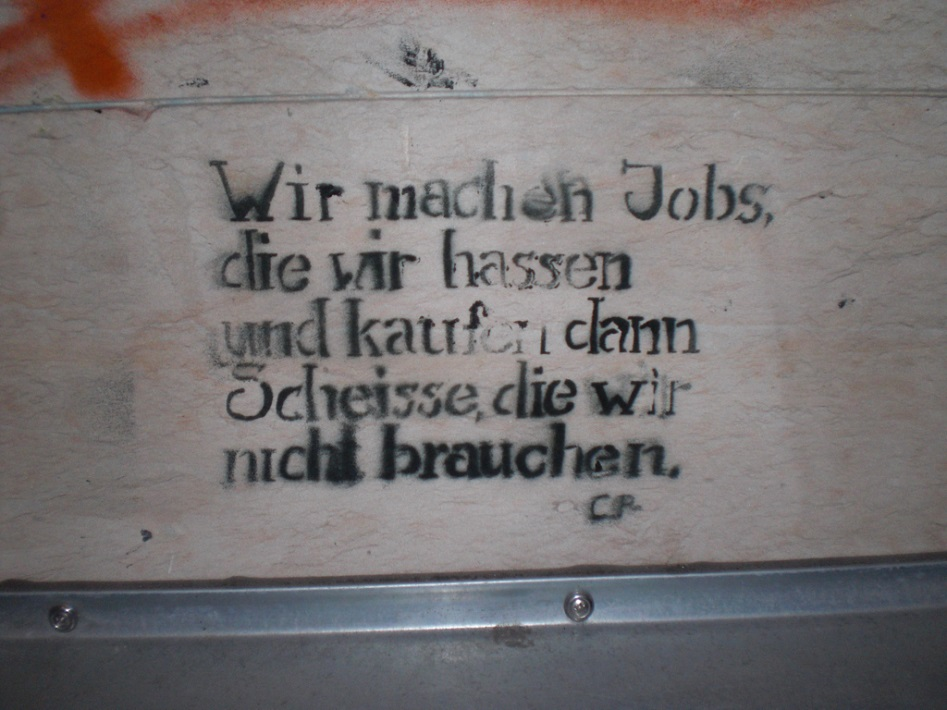 Wir machen Jobs,
die wir hassen
und kaufen dann
Scheisse, die wir
nicht brauchen.